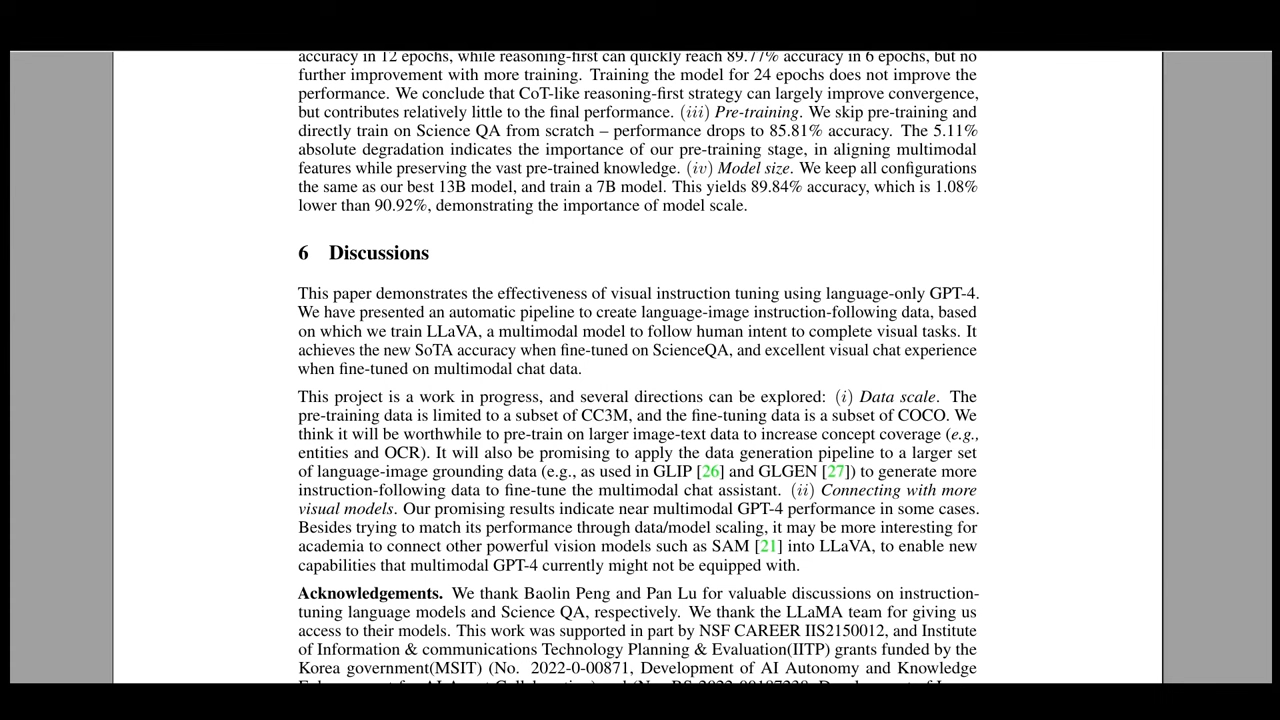 accuracy in 12 epochs, while reasoning-first can quickly reach 89.77% accuracy in 6 epochs, but no
further improvement with more training. Training the model for 24 epochs does not improve the
performance. We conclude that CoT-like reasoning-first strategy can largely improve convergence,
but contributes relatively little to the final performance. (iii) Pre-training. We skip pre-training and
directly train on Science QA from scratch – performance drops to 85.81% accuracy. The 5.11%
absolute degradation indicates the importance of our pre-training stage, in aligning multimodal
features while preserving the vast pre-trained knowledge. (iv) Model size. We keep all configurations
the same as our best 13B model, and train a 7B model. This yields 89.84% accuracy, which is 1.08%
lower than 90.92%, demonstrating the importance of model scale.
6 Discussions
This paper demonstrates the effectiveness of visual instruction tuning using language-only GPT-4.
We have presented an automatic pipeline to create language-image instruction-following data, based
on which we train LLaVA, a multimodal model to follow human intent to complete visual tasks. It
achieves the new SoTA accuracy when fine-tuned on ScienceQA, and excellent visual chat experience
when fine-tuned on multimodal chat data.
This project is a work in progress, and several directions can be explored: (i) Data scale. The
pre-training data is limited to a subset of CC3M, and the fine-tuning data is a subset of COCO. We
think it will be worthwhile to pre-train on larger image-text data to increase concept coverage (e.g.,
entities and OCR). It will also be promising to apply the data generation pipeline to a larger set
of language-image grounding data (e.g., as used in GLIP [26] and GLGEN [27]) to generate more
instruction-following data to fine-tune the multimodal chat assistant. (ii) Connecting with more
visual models. Our promising results indicate near multimodal GPT-4 performance in some cases.
Besides trying to match its performance through data/model scaling, it may be more interesting for
academia to connect other powerful vision models such as SAM [21] into LLaVA, to enable new
capabilities that multimodal GPT-4 currently might not be equipped with.
Acknowledgements. We thank Baolin Peng and Pan Lu for valuable discussions on instruction-
tuning language models and Science QA, respectively. We thank the LLaMA team for giving us
access to their models. This work was supported in part by NSF CAREER IIS2150012, and Institute
of Information & communications Technology Planning & Evaluation(IITP) grants funded by the
Korea government(MSIT) (No. 2022-0-00871, Development of AI Autonomy and Knowledge